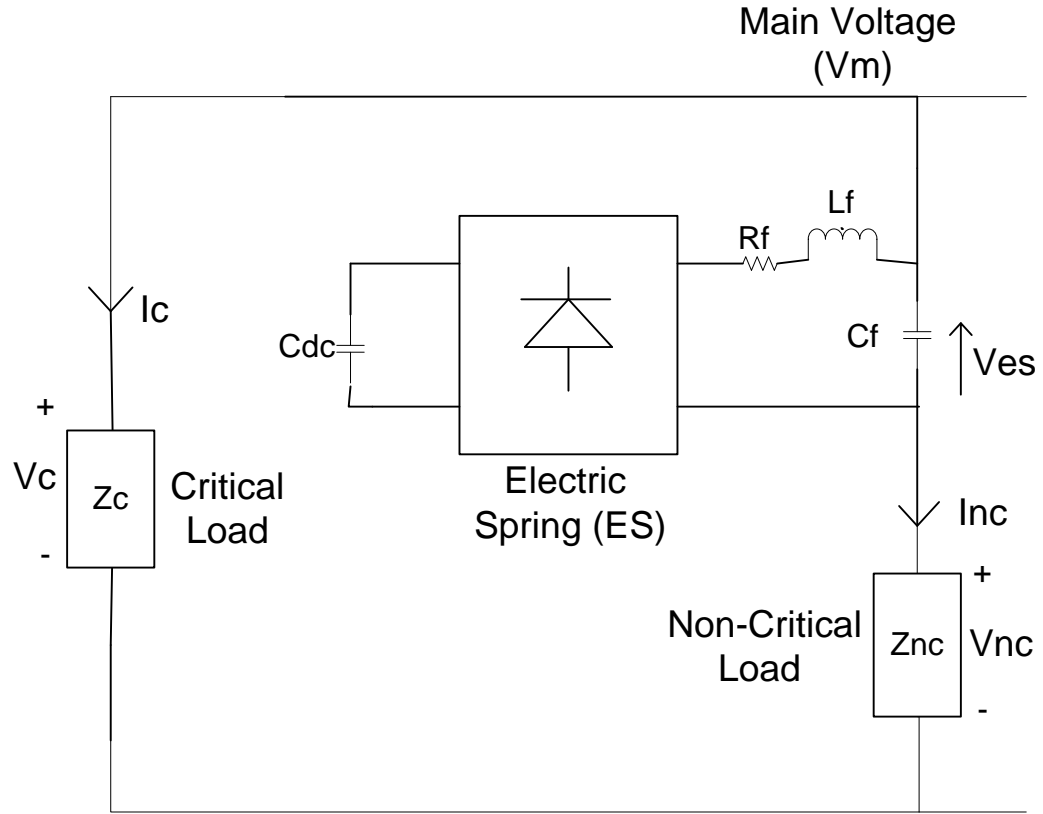 Main Voltage
(Vm)
Lf
Rf
Ic
Cdc
Cf
Ves
+
Vc
Zc
-
Critical
Load
Electric
Spring (ES)
Inc
+
Non-Critical
Load
Znc
Vnc
-